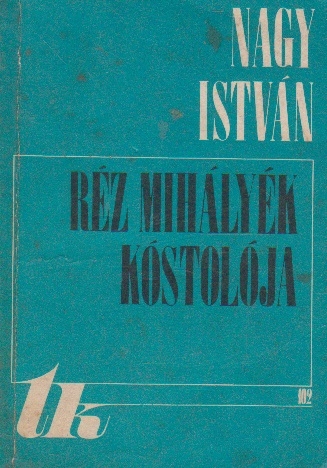 NAGY
ISTVÁN
RÉZ MIHÁLYÉK
KÓSTOLÓJA
tk
102